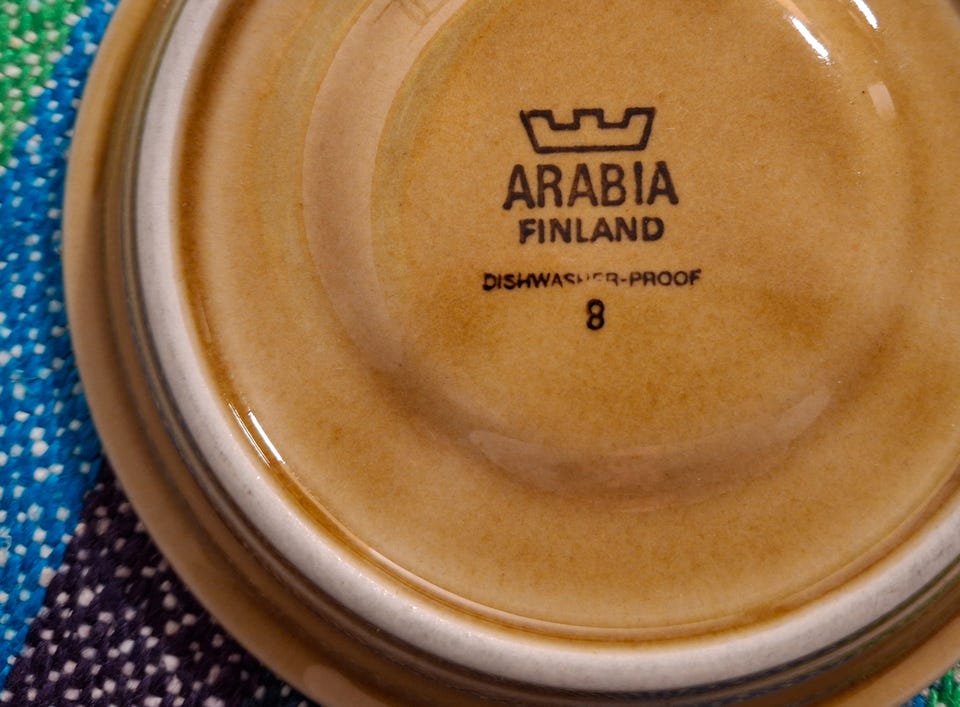 ARABIA
FINLAND
DISHWASHER-PROOF
8